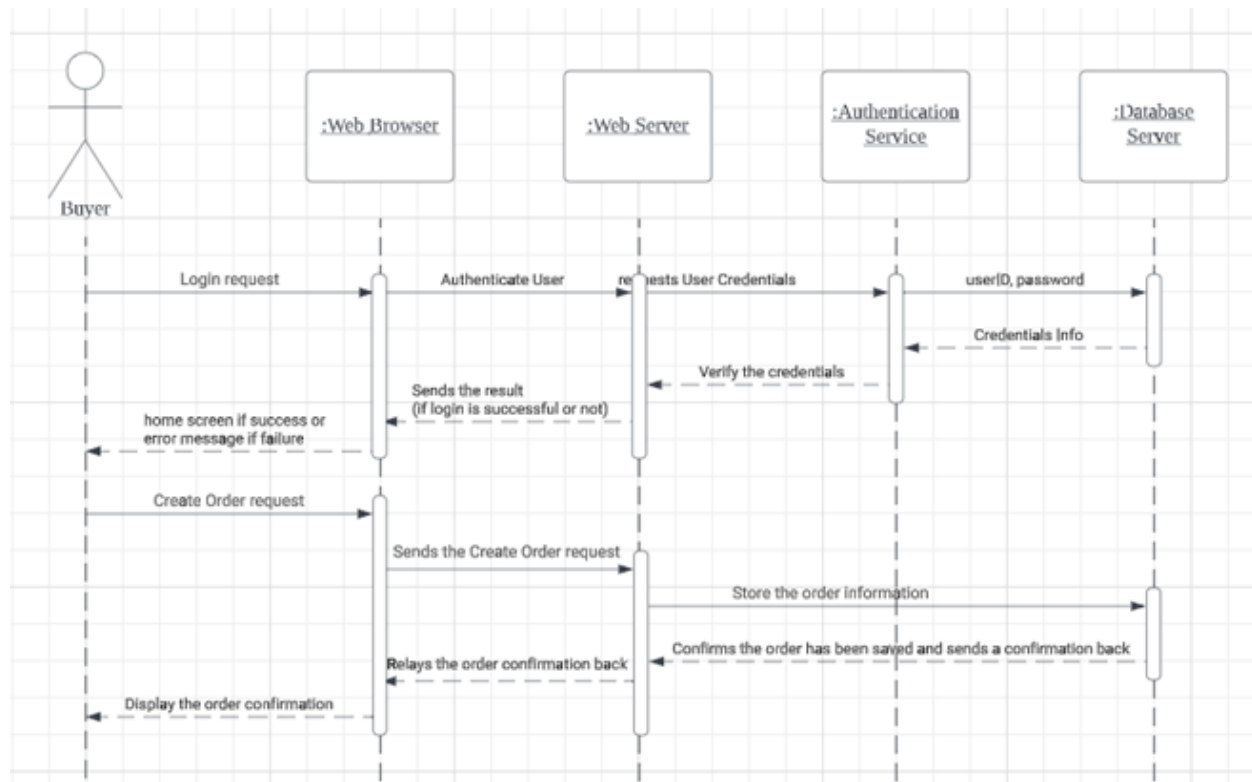 :Web Browser
:Web Server
:Authentication
Service
:Database
Server
Buyer
Login request
Authenticate User
requests User Credentials
userID, password
Credentials Info
Verify the credentials
Sends the result
(if login is successful or not)
home screen if success or
error message if failure
Create Order request
Sends the Create Order request
Store the order information
Confirms the order has been saved and sends a confirmation back
Relays the order confirmation back
Display the order confirmation